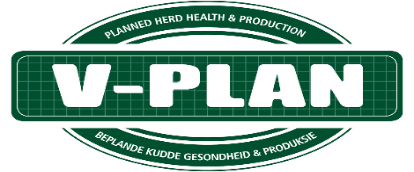 PLANNED HERD HEALTH & PRODUCTION
V-PLAN
BEPLANDE KUDDE GESONDHEID & PRODUKSIE